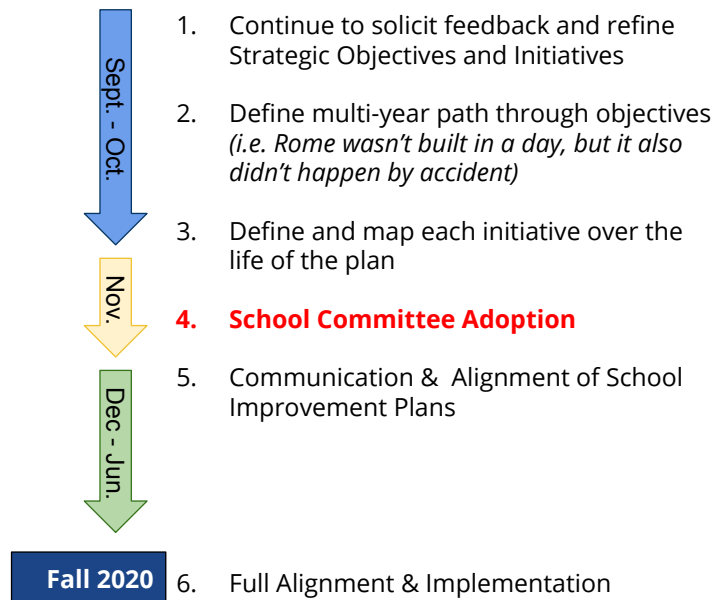 Sept. - Oct.
1. Continue to solicit feedback and refine
Strategic Objectives and Initiatives
2. Define multi-year path through objectives
(i.e. Rome wasn't built in a day, but it also
didn't happen by accident)
3. Define and map each initiative over the
life of the plan
Nov.
4. School Committee Adoption
Dec - Jun.
5. Communication & Alignment of School
Improvement Plans
Fall 2020
6. Full Alignment & Implementation